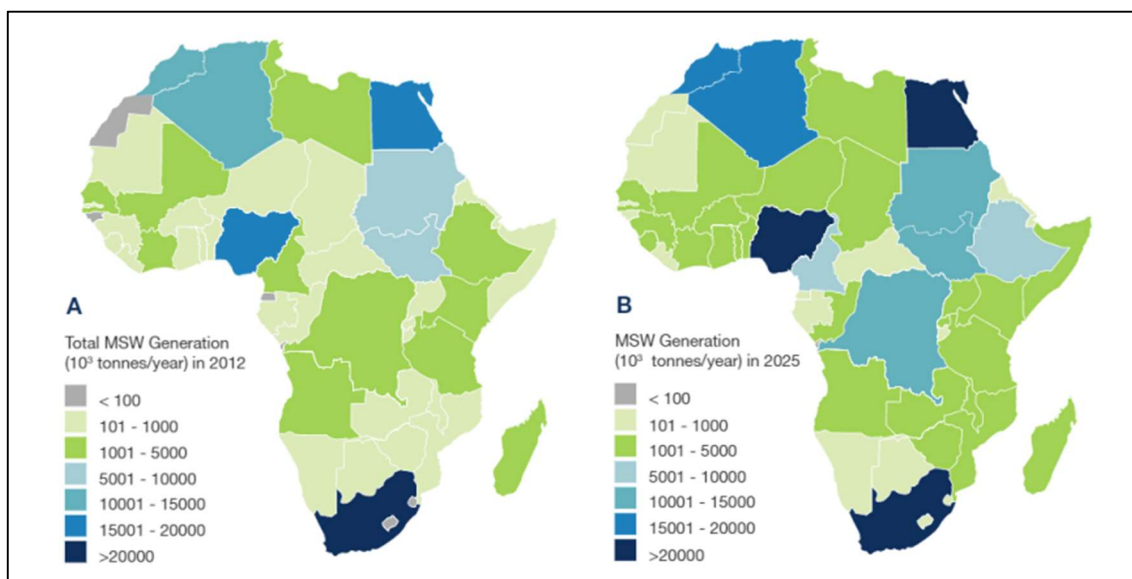 A
Total MSW Generation
(10³ tonnes/year) in 2012
< 100
101 - 1000
1001 - 5000
5001 - 10000
10001 - 15000
15001 - 20000
>20000
B
MSW Generation
(10³ tonnes/year) in 2025
< 100
101 - 1000
1001 - 5000
5001 - 10000
10001 - 15000
15001 - 20000
>20000